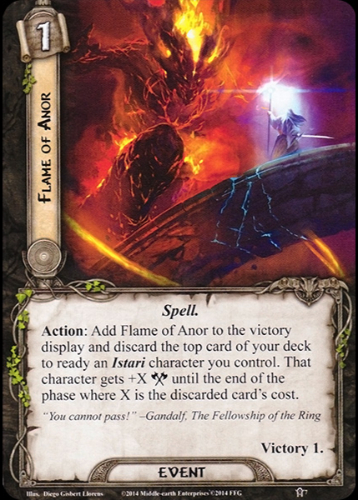 1
Flame of Anor
Spell.
Action: Add Flame of Anor to the victory
display and discard the top card of your deck
to ready an Istari character you control. That
character gets +X until the end of the
phase where X is the discarded card's cost.
"You cannot pass!" –Gandalf, The Fellowship of the Ring
Victory 1.
EVENT
Illus. Diego Gisbert Llorens ©2014 Middle-earth Enterprises ©2014 FFG